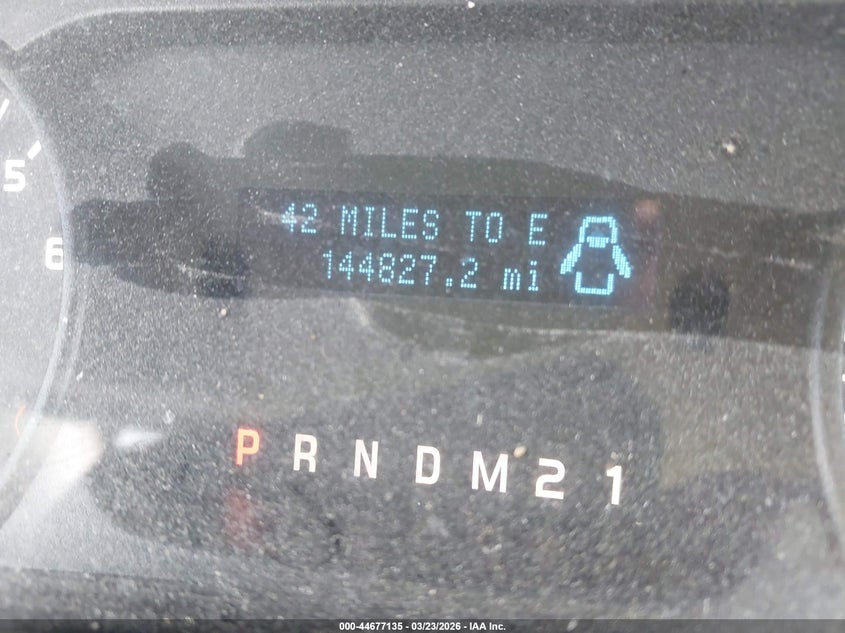 5
6
42 MILES TO E
144827.2 mi
P R N D M 2 1
000-44677135 - 03/23/2026 - IAA Inc.